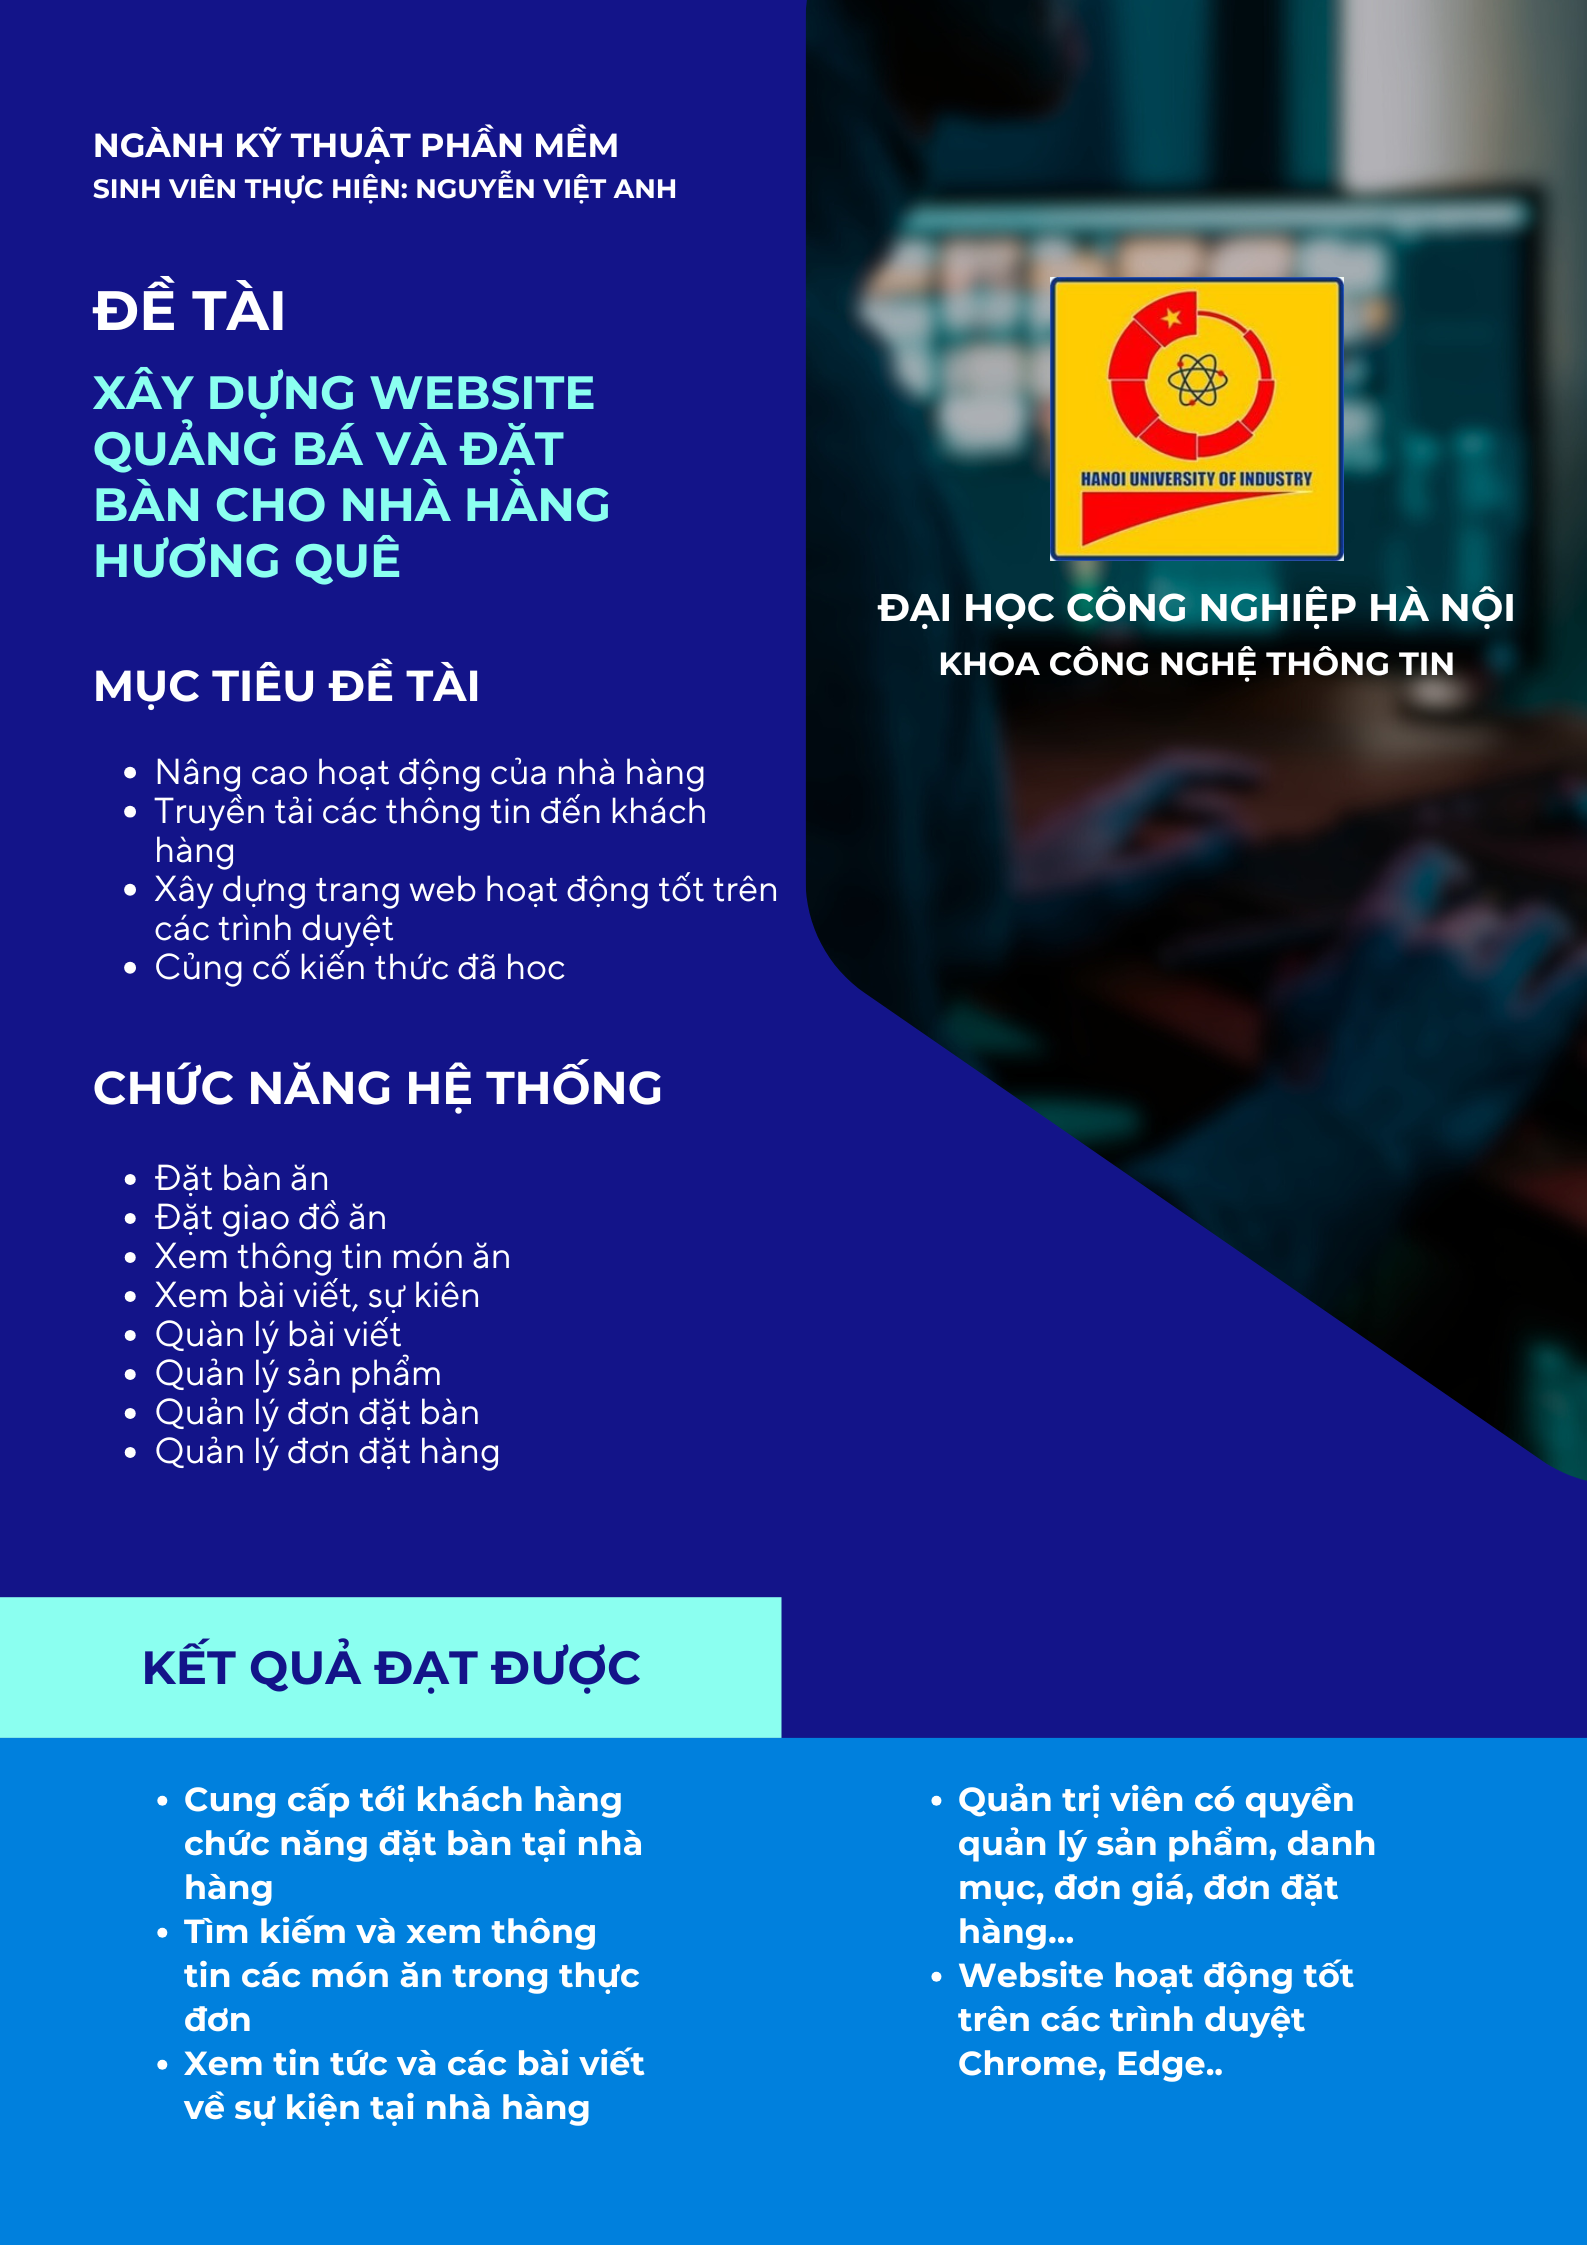 NGÀNH KỸ THUẬT PHẦN MỀM
SINH VIÊN THỰC HIỆN: NGUYỄN VIỆT ANH
ĐỀ TÀI
XÂY DỰNG WEBSITE
QUẢNG BÁ VÀ ĐẶT
BÀN CHO NHÀ HÀNG
HƯƠNG QUÊ
HANOI UNIVERSITY OF INDUSTRY
ĐẠI HỌC CÔNG NGHIỆP HÀ NỘI
KHOA CÔNG NGHỆ THÔNG TIN
MỤC TIÊU ĐỀ TÀI
• Nâng cao hoạt động của nhà hàng
• Truyền tải các thông tin đến khách
hàng
• Xây dựng trang web hoạt động tốt trên
các trình duyệt
• Củng cố kiến thức đã hoc
CHỨC NĂNG HỆ THỐNG
• Đặt bàn ăn
• Đặt giao đồ ăn
• Xem thông tin món ăn
• Xem bài viết, sự kiên
• Quàn lý bài viết
• Quản lý sản phẩm
• Quản lý đơn đặt bàn
• Quản lý đơn đặt hàng
KẾT QUẢ ĐẠT ĐƯỢC
• Cung cấp tới khách hàng
chức năng đặt bàn tại nhà
hàng
• Tìm kiếm và xem thông
tin các món ăn trong thực
đơn
• Xem tin tức và các bài viết
về sự kiện tại nhà hàng
• Quản trị viên có quyền
quản lý sản phẩm, danh
mục, đơn giá, đơn đặt
hàng...
• Website hoạt động tốt
trên các trình duyệt
Chrome, Edge..